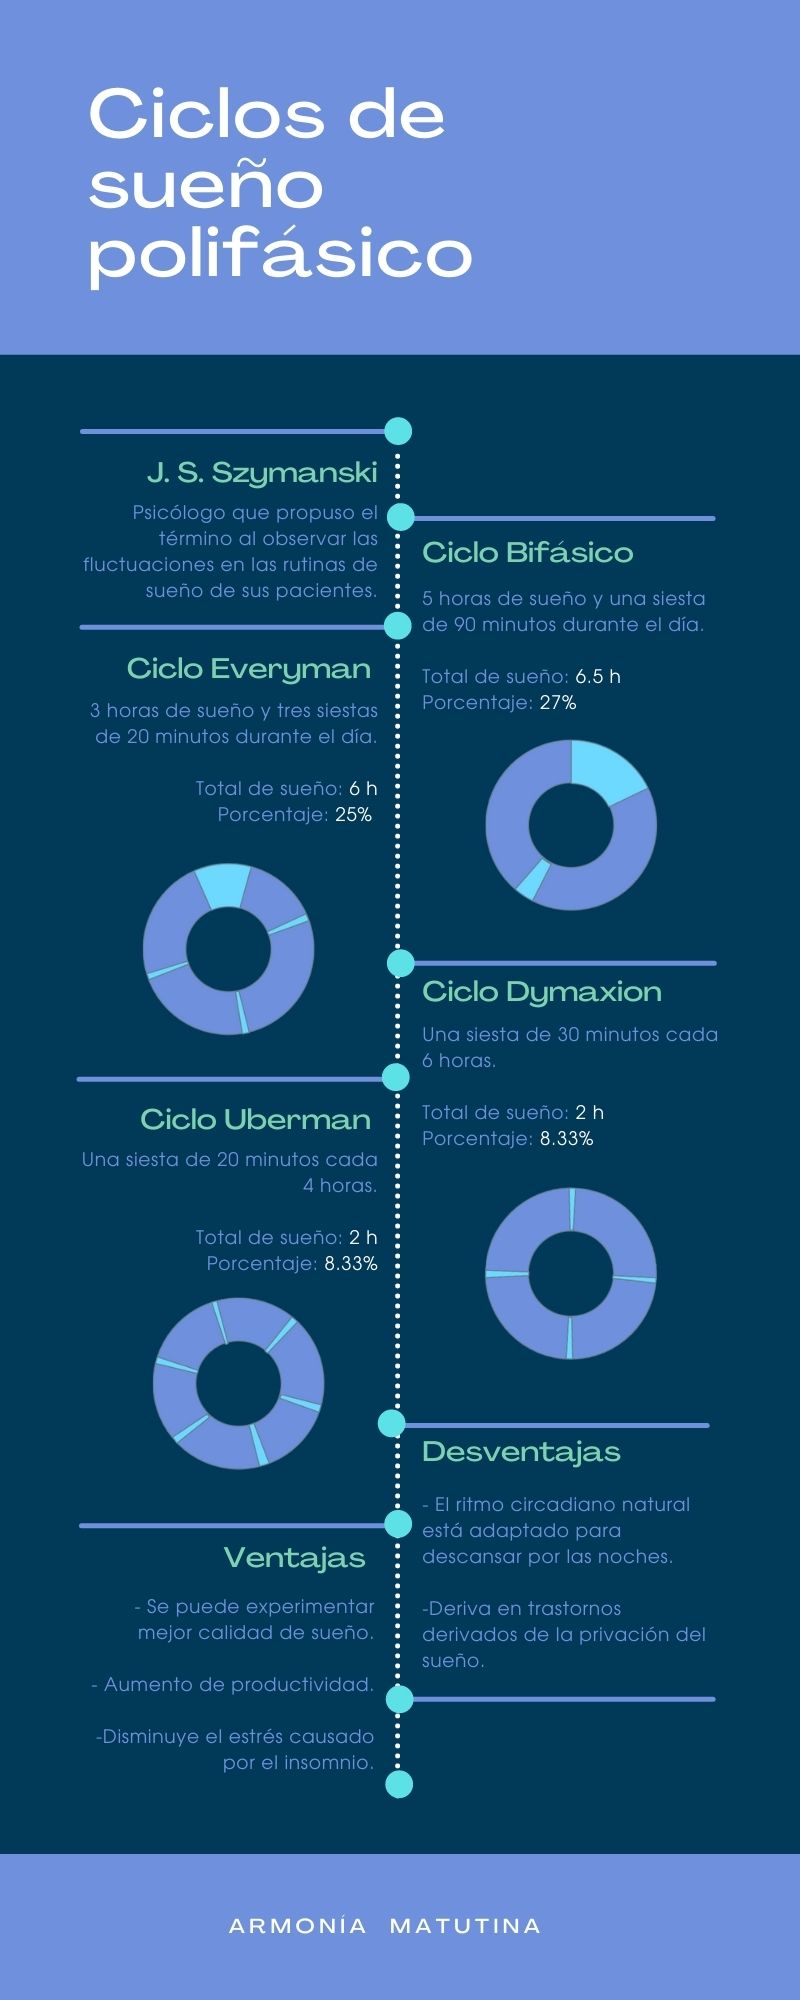 Ciclos de
sueño
polifásico
J. S. Szymanski
Psicólogo que propuso el
término al observar las
fluctuaciones en las rutinas de
sueño de sus pacientes.
Ciclo Bifásico
5 horas de sueño y una siesta
de 90 minutos durante el día.
Total de sueño: 6.5 h
Porcentaje: 27%
Ciclo Everyman
3 horas de sueño y tres siestas
de 20 minutos durante el día.
Total de sueño: 6 h
Porcentaje: 25%
Ciclo Dymaxion
Una siesta de 30 minutos cada
6 horas.
Total de sueño: 2 h
Porcentaje: 8.33%
Ciclo Uberman
Una siesta de 20 minutos cada
4 horas.
Total de sueño: 2 h
Porcentaje: 8.33%
Desventajas
- El ritmo circadiano natural
está adaptado para
descansar por las noches.
-Deriva en trastornos
derivados de la privación del
sueño.
Ventajas
- Se puede experimentar
mejor calidad de sueño.
- Aumento de productividad.
-Disminuye el estrés causado
por el insomnio.
ARMONÍA MATUTINA